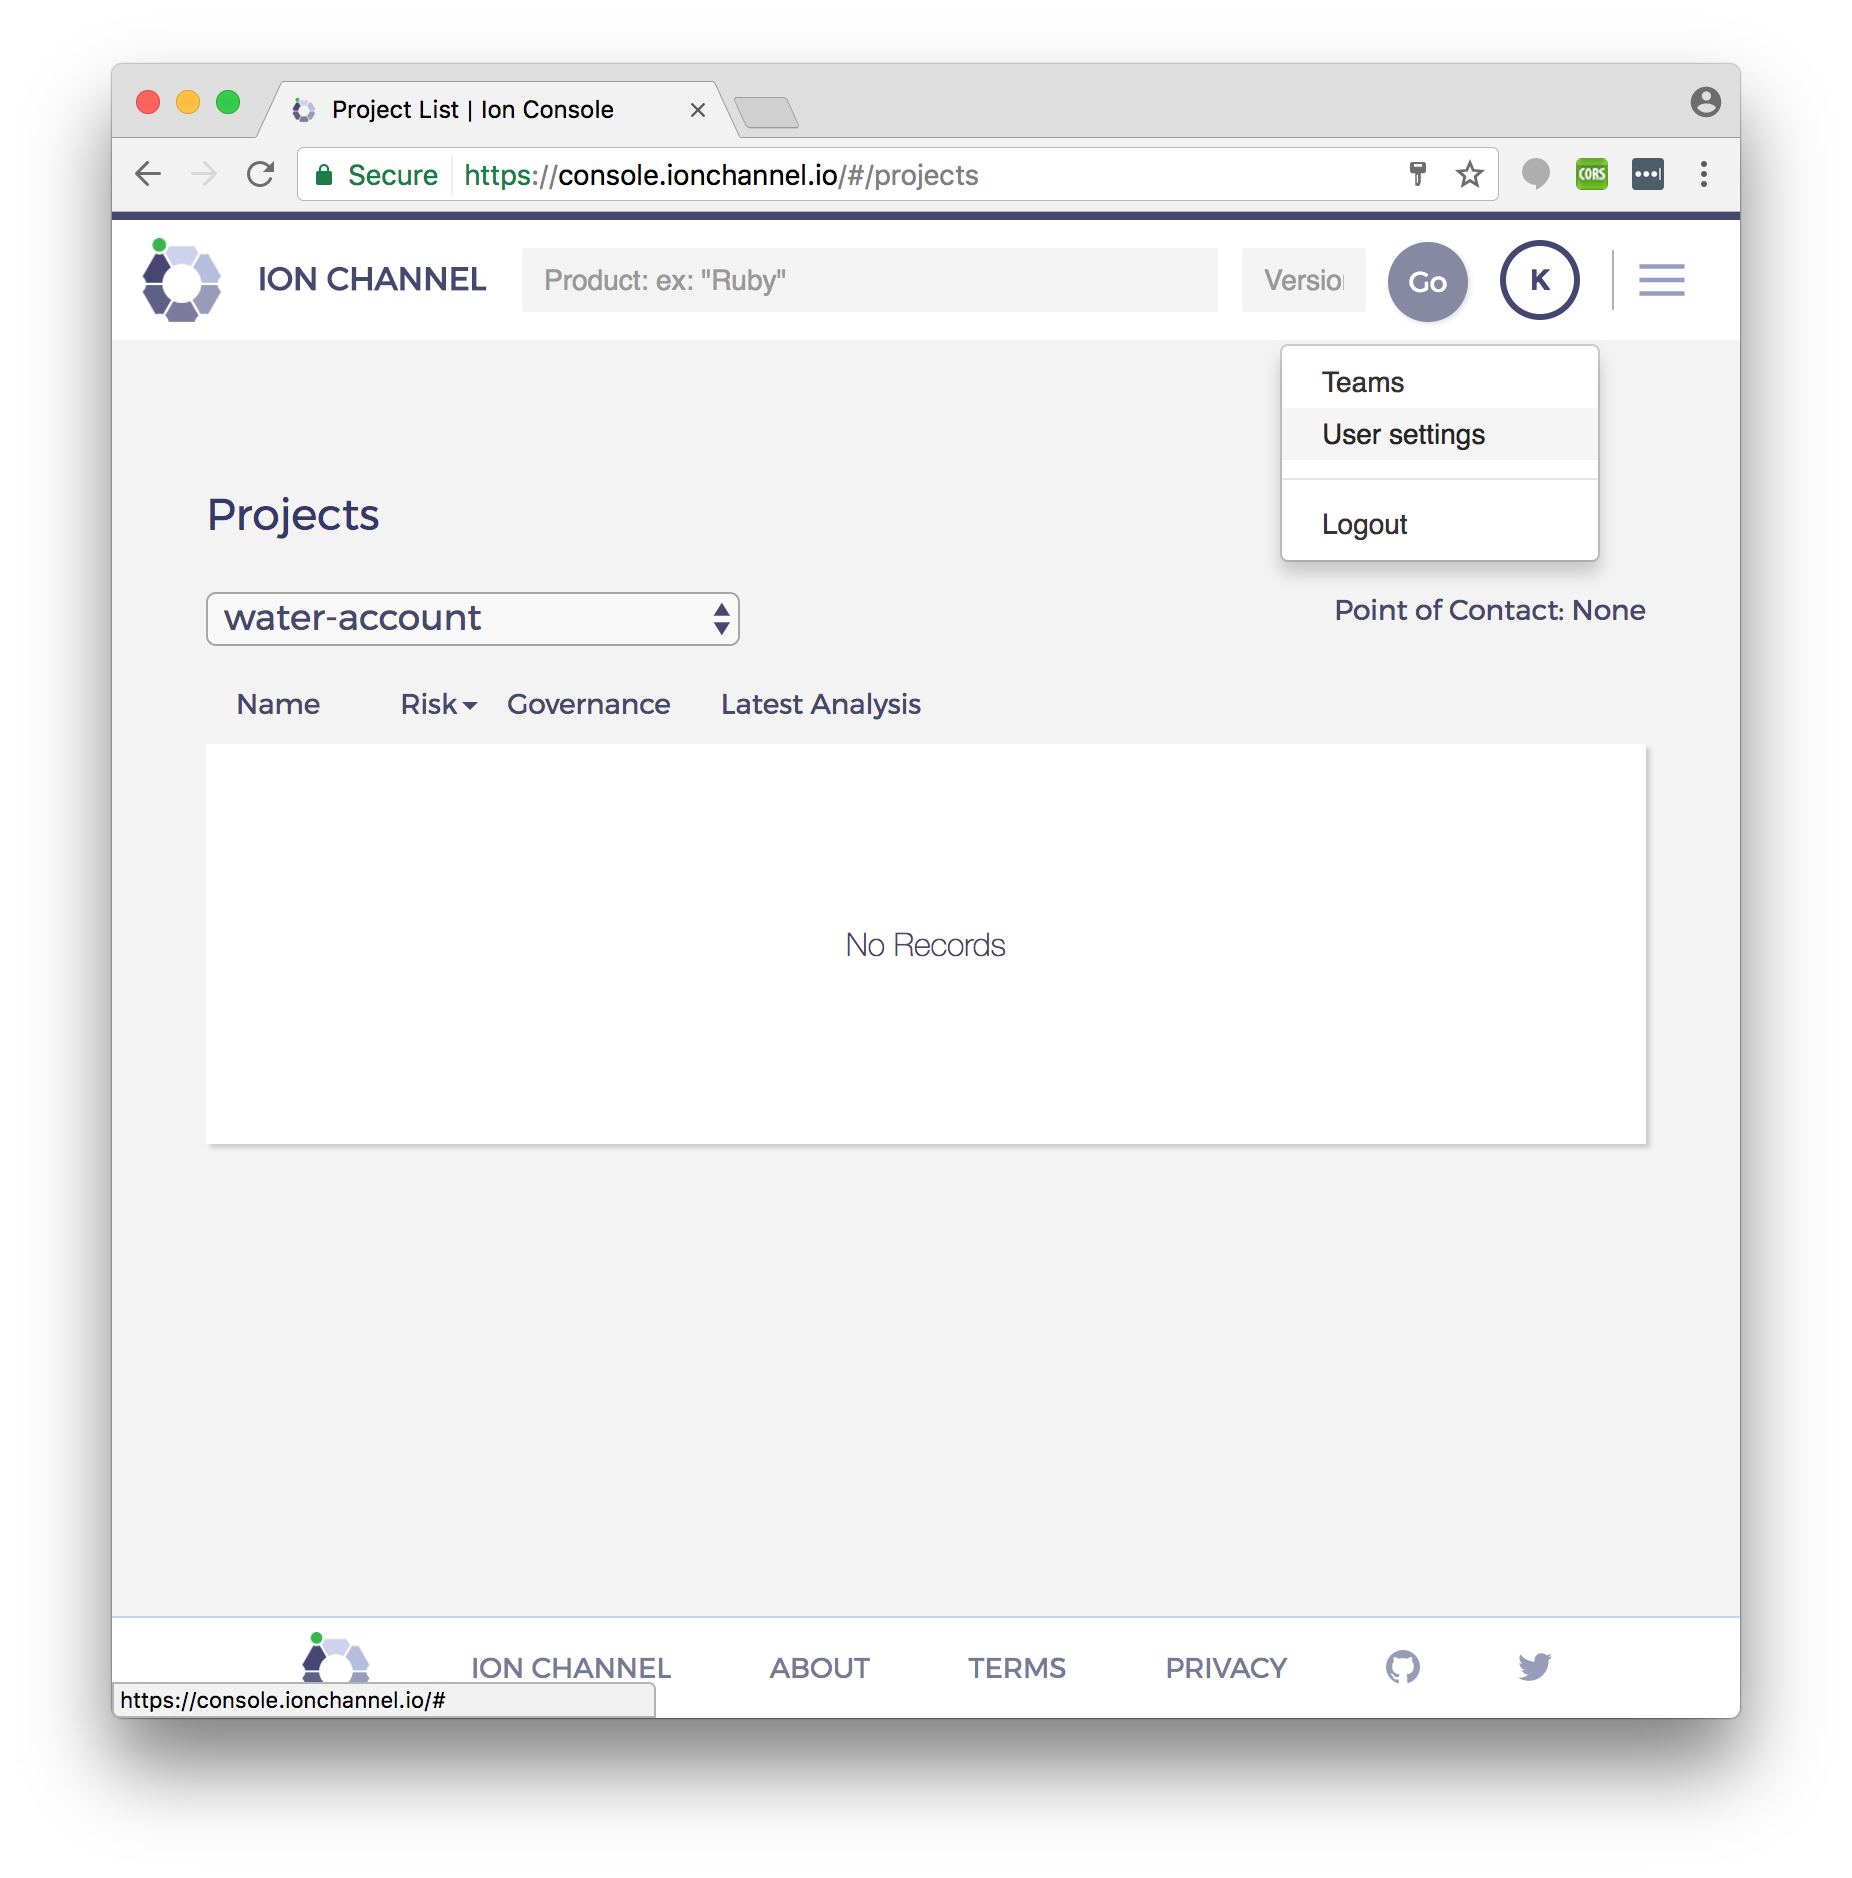 Project List | Ion Console
Secure https://console.ionchannel.io/#/projects
CORS
ION CHANNEL
Product: ex: "Ruby"
Versio
Go
K
Teams
User settings
Logout
Projects
water-account
Point of Contact: None
Name Risk Governance Latest Analysis
No Records
ION CHANNEL ABOUT TERMS PRIVACY
https://console.ionchannel.io/#